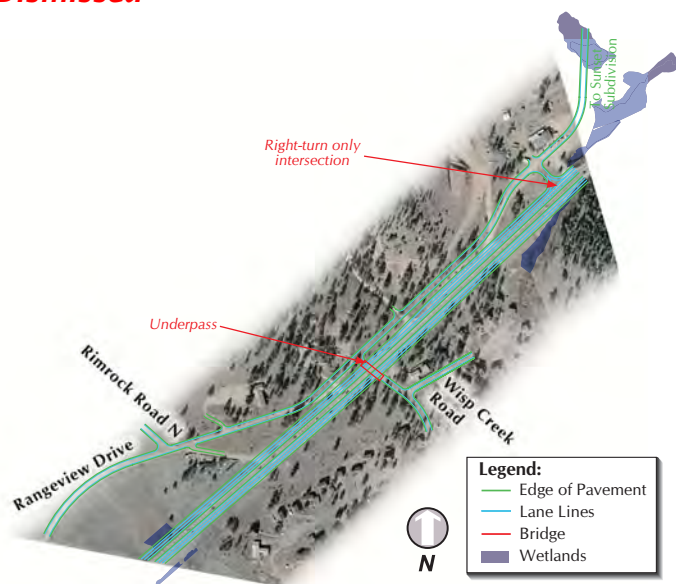 Dismissed
To Sunset
Subdivision
Right-turn only
intersection
Underpass
Rimrock Road N
Wisp Creek
Road
Rangeview Drive
Legend:
Edge of Pavement
Lane Lines
Bridge
Wetlands
N